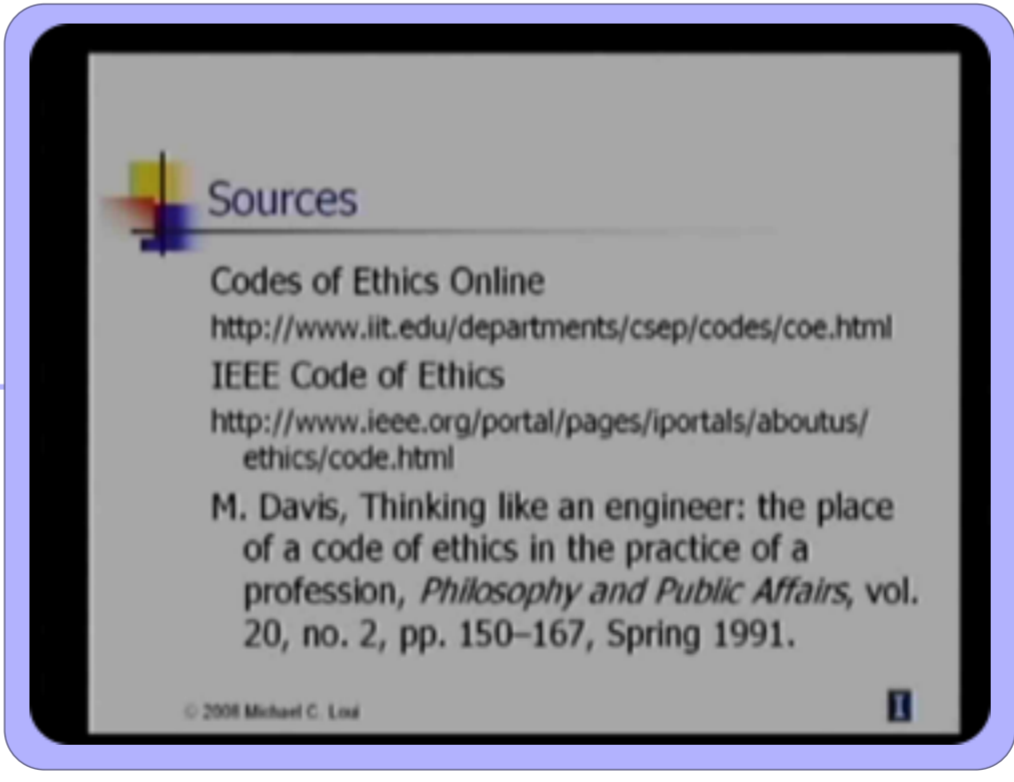 Sources
Codes of Ethics Online
http://www.iit.edu/departments/csep/codes/coe.html
IEEE Code of Ethics
http://www.ieee.org/portal/pages/iportals/aboutus/
ethics/code.html
M. Davis, Thinking like an engineer: the place
of a code of ethics in the practice of a
profession, Philosophy and Public Affairs, vol.
20, no. 2, pp. 150–167, Spring 1991.
© 2008 Michael C. Loui
I